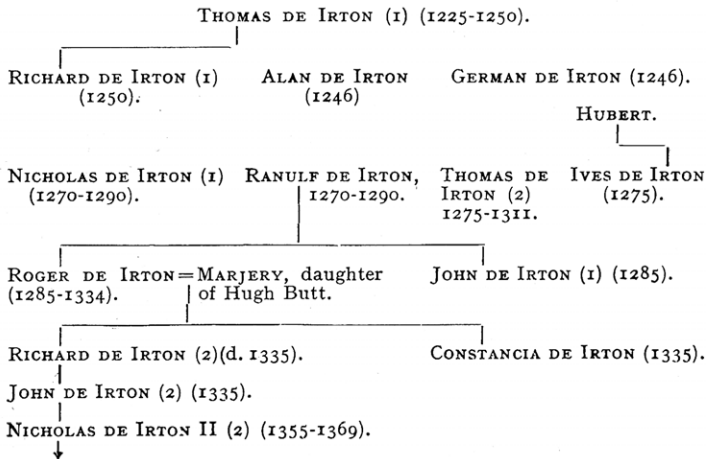 THOMAS DE IRTON (1) (1225-1250).
RICHARD DE IRTON (1) ALAN DE IRTON GERMAN DE IRTON (1246).
(1250). (1246)
HUBERT.
NICHOLAS DE IRTON (1) RANULF DE IRTON, THOMAS DE IVES DE IRTON
(1270-1290). 1270-1290. IRTON (2) (1275).
1275-1311.
ROGER DE IRTON=MARJERY, daughter JOHN DE IRTON (1) (1285).
(1285-1334). of Hugh Butt.
RICHARD DE IRTON (2)(d. 1335). CONSTANCIA DE IRTON (1335).
JOHN DE IRTON (2) (1335).
NICHOLAS DE IRTON II (2) (1355-1369).